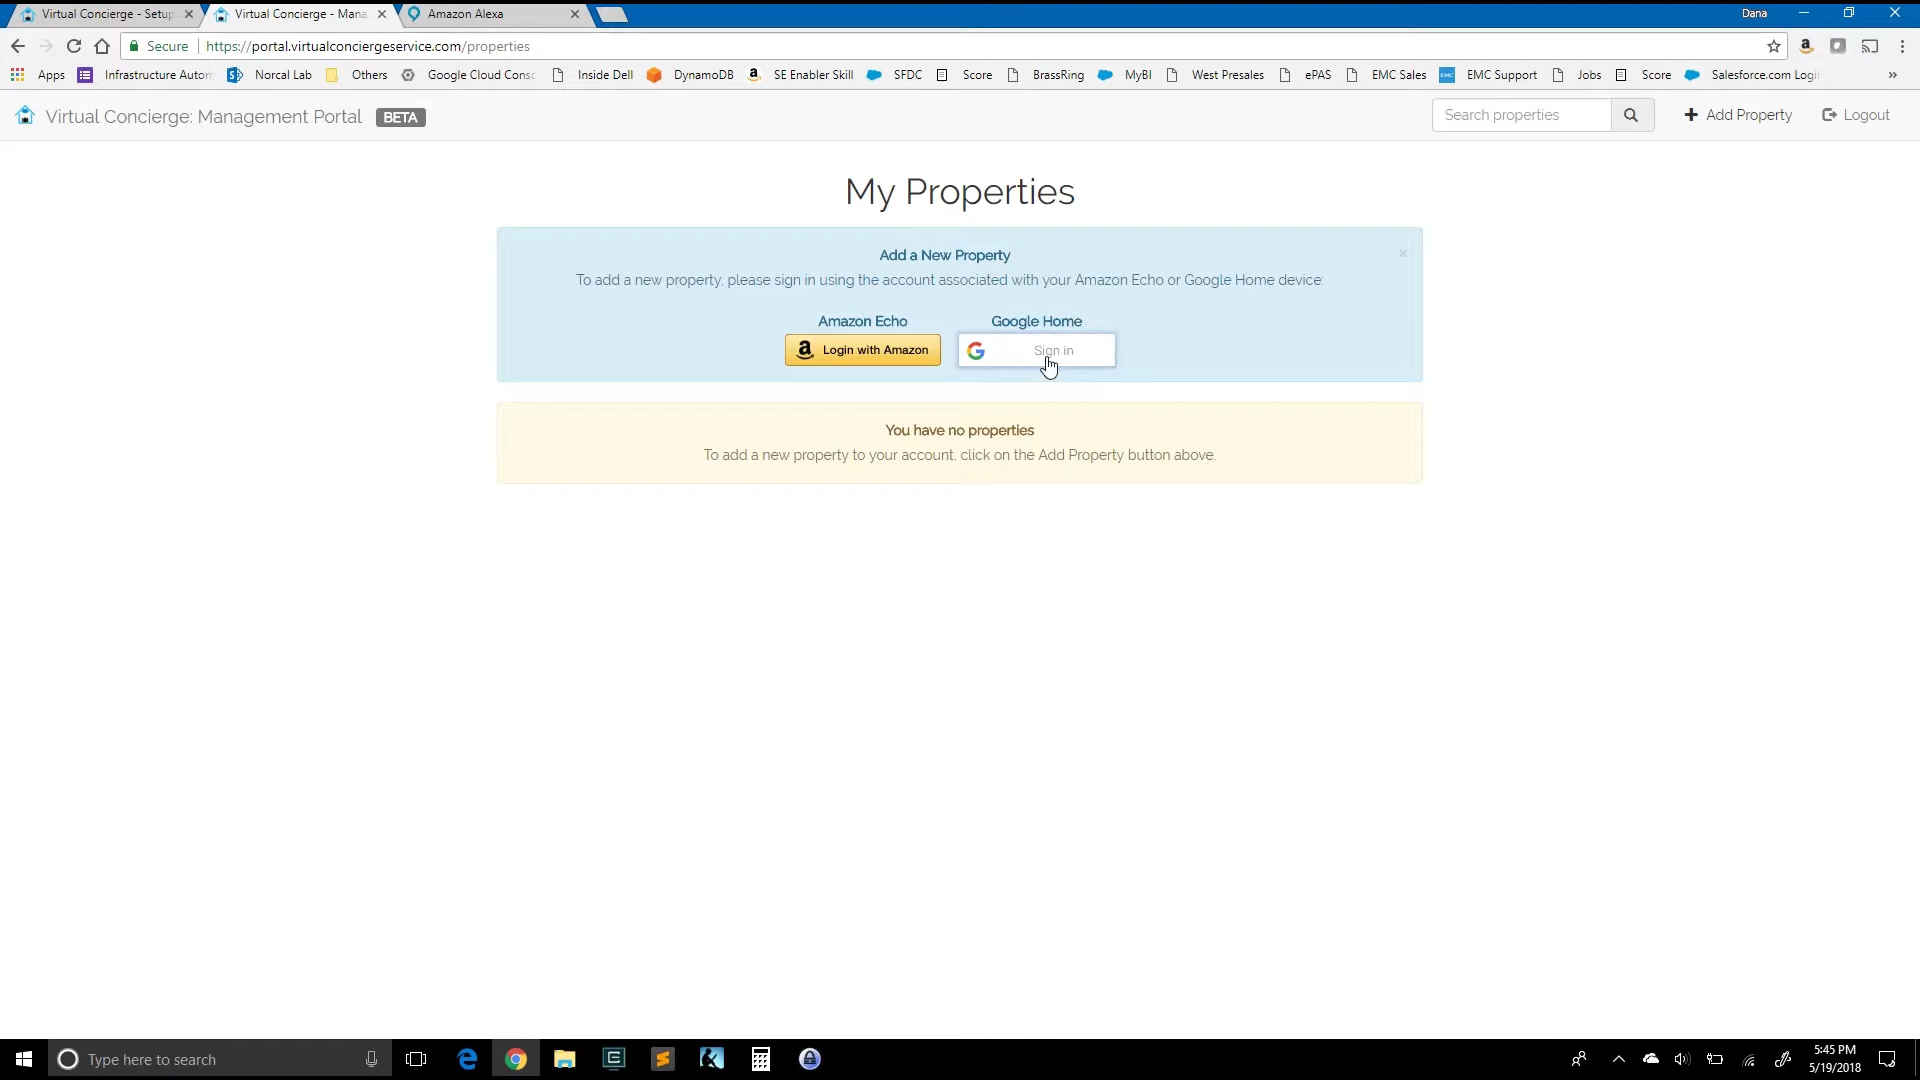 Virtual Concierge - Setup
Virtual Concierge - Mana
Amazon Alexa
Dana
Secure
https://portal.virtualconciergeservice.com/properties
Apps
Infrastructure Autom
Norcal Lab
Others
Google Cloud Conso
Inside Dell
DynamoDB
SE Enabler Skill
SFDC
Score
BrassRing
MyBI
West Presales
ePAS
EMC Sales
EMC
EMC Support
Jobs
Score
Salesforce.com Login
»
Virtual Concierge: Management Portal BETA
Search properties
Add Property
Logout
My Properties
Add a New Property
To add a new property, please sign in using the account associated with your Amazon Echo or Google Home device:
Amazon Echo
Google Home
Login with Amazon
Sign in
You have no properties
To add a new property to your account, click on the Add Property button above.
Type here to search
5:45 PM
5/19/2018